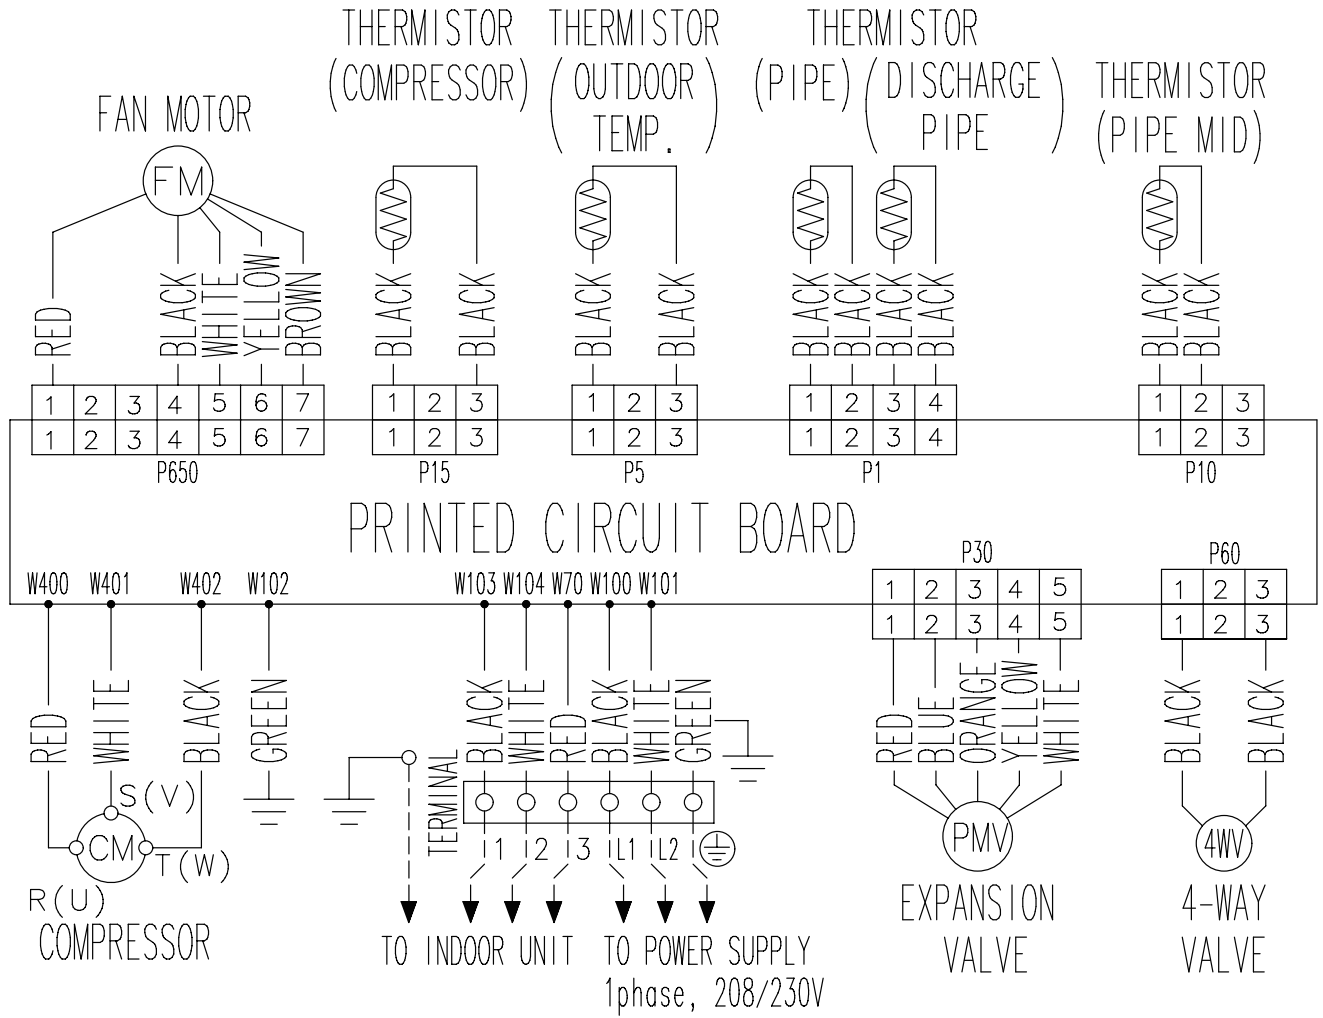 THERMISTOR THERMISTOR THERMISTOR
(COMPRESSOR) (OUTDOOR TEMP.) (PIPE) (DISCHARGE PIPE)
THERMISTOR
(PIPE MID)
FAN MOTOR
FM
RED BLACK WHITE YELLOW BROWN
BLACK BLACK
BLACK BLACK
BLACK BLACK BLACK BLACK
BLACK BLACK
1 2 3 4 5 6 7
1 2 3 4 5 6 7
P650
1 2 3
1 2 3
P15
1 2 3
1 2 3
P5
1 2 3 4
1 2 3 4
P1
1 2 3
1 2 3
P10
PRINTED CIRCUIT BOARD
W400 W401 W402 W102 W103 W104 W70 W100 W101
P30
1 2 3 4 5
1 2 3 4 5
P60
1 2 3
1 2 3
RED WHITE BLACK GREEN
BLACK WHITE RED BLACK WHITE GREEN
RED BLUE ORANGE YELLOW WHITE
BLACK BLACK
TERMINAL
S(V)
CM
T(W)
R(U)
COMPRESSOR
1 2 3 L1 L2
TO INDOOR UNIT
TO POWER SUPPLY
1phase, 208/230V
PMV
EXPANSION
VALVE
4WV
4-WAY
VALVE